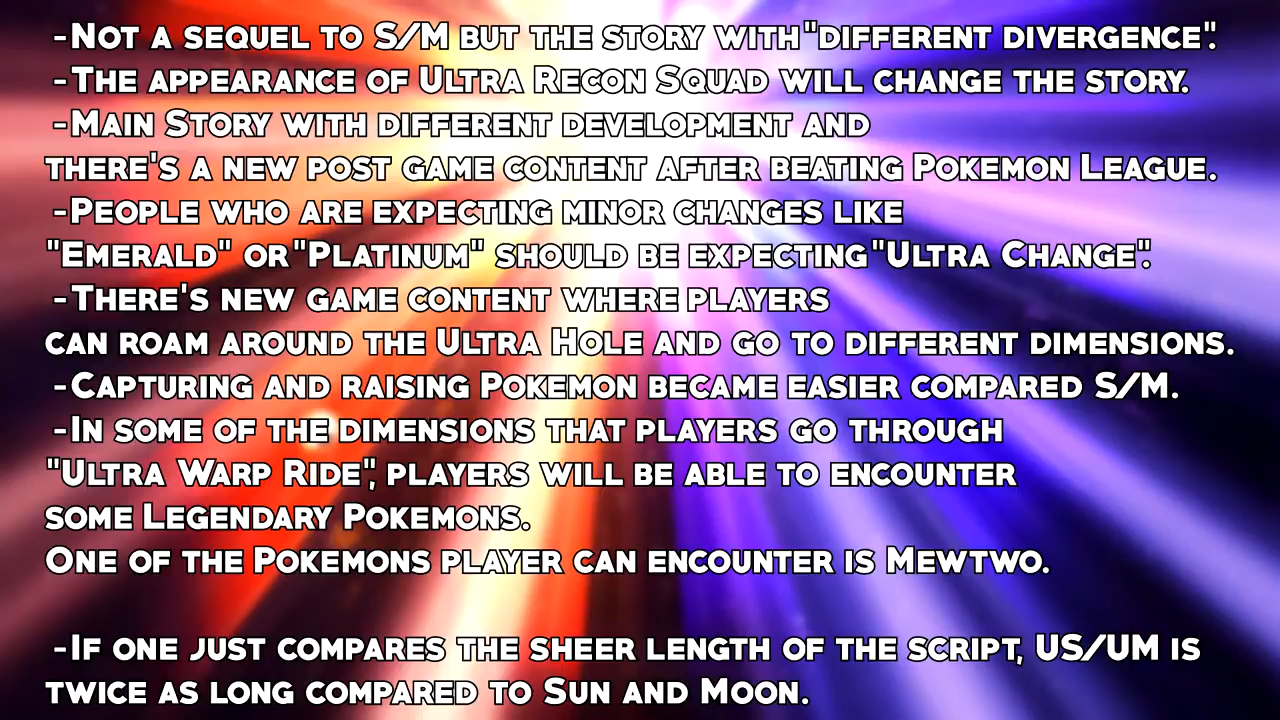 -Not a sequel to S/M but the story with"different divergence".
-The appearance of Ultra Recon Squad will change the story.
-Main Story with different development and
there's a new post game content after beating Pokemon League.
-People who are expecting minor changes like
"Emerald" or"Platinum" should be expecting"Ultra Change".
-There's new game content where players
can roam around the Ultra Hole and go to different dimensions.
-Capturing and raising Pokemon became easier compared S/M.
-In some of the dimensions that players go through
"Ultra Warp Ride", players will be able to encounter
some Legendary Pokemons.
One of the Pokemons player can encounter is Mewtwo.
-If one just compares the sheer length of the script, US/UM is
twice as long compared to Sun and Moon.